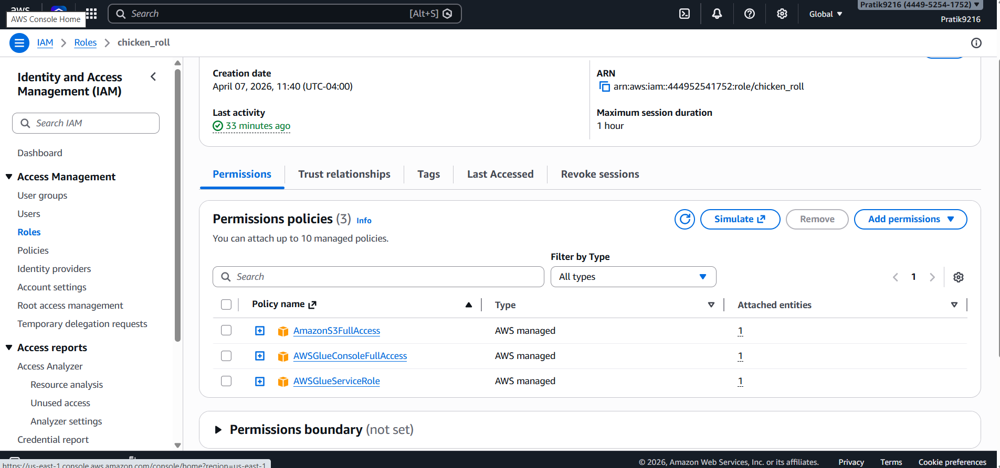 aws
AWS Console Home
Search
[Alt+S]
Global
Pratik9216 (4449-5254-1752)
Pratik9216
IAM
Roles
chicken_roll
Identity and Access
Management (IAM)
Search IAM
Dashboard
Access Management
User groups
Users
Roles
Policies
Identity providers
Account settings
Root access management
Temporary delegation requests
Access reports
Access Analyzer
Resource analysis
Unused access
Analyzer settings
Credential report
Creation date
April 07, 2026, 11:40 (UTC-04:00)
ARN
arn:aws:iam::444952541752:role/chicken_roll
Last activity
33 minutes ago
Maximum session duration
1 hour
Permissions
Trust relationships
Tags
Last Accessed
Revoke sessions
Permissions policies (3) Info
Simulate
Remove
Add permissions
You can attach up to 10 managed policies.
Filter by Type
Search
All types
1
Policy name
Type
Attached entities
AmazonS3FullAccess
AWS managed
1
AWSGlueConsoleFullAccess
AWS managed
1
AWSGlueServiceRole
AWS managed
1
Permissions boundary (not set)
https://us-east-1.console.aws.amazon.com/console/home?region=us-east-1
© 2026, Amazon Web Services, Inc. or its affiliates.
Privacy
Terms
Cookie preferences